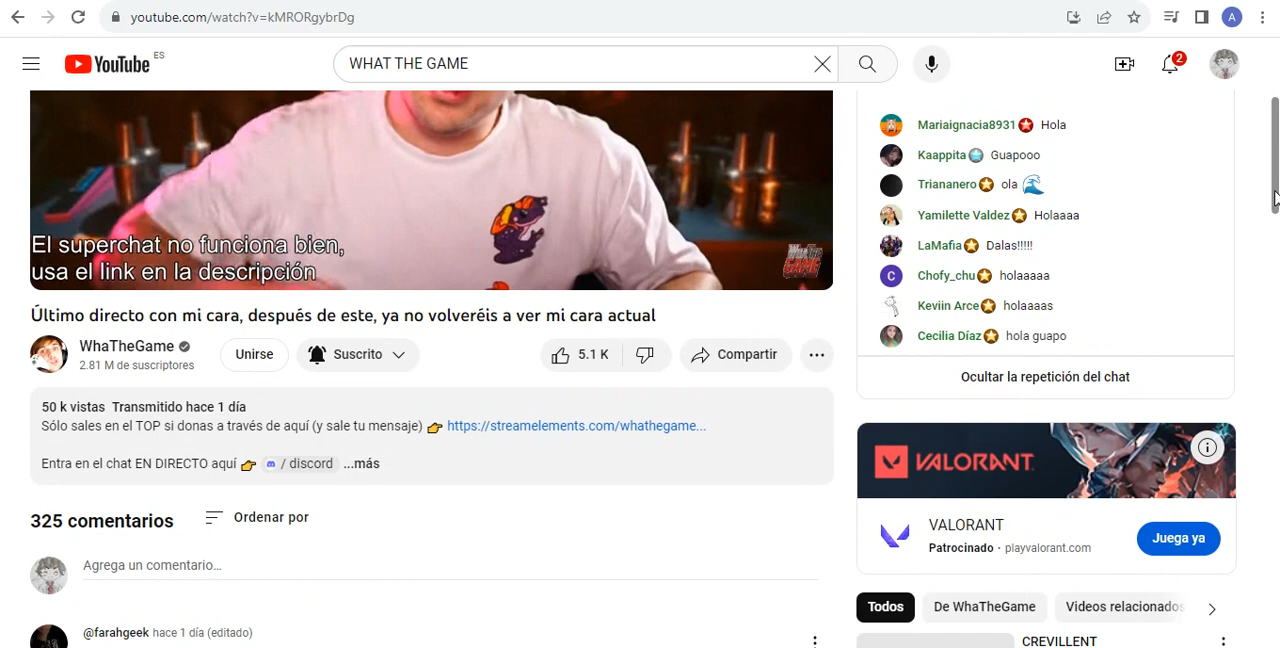 youtube.com/watch?v=kMRORgybrDg
A
YouTube ES
WHAT THE GAME
2
El superchat no funciona bien,
usa el link en la descripción
WHATTHE
GAME
Último directo con mi cara, después de este, ya no volveréis a ver mi cara actual
WhaTheGame
2.81 M de suscriptores
Unirse
Suscrito
5.1 K
Compartir
50 k vistas Transmitido hace 1 día
Sólo sales en el TOP si donas a través de aquí (y sale tu mensaje) 👉 https://streamelements.com/whathegame...
Entra en el chat EN DIRECTO aquí 👉 / discord ...más
325 comentarios
Ordenar por
Agrega un comentario...
@farahgeek hace 1 día (editado)
Mariaignacia8931 Hola
Kaappita Guapooo
Triananero ola 🌊
Yamilette Valdez Holaaaa
LaMafia Dalas!!!!!
C Chofy_chu holaaaaa
Keviin Arce holaaaas
Cecilia Díaz hola guapo
Ocultar la repetición del chat
VALORANT
VALORANT
Patrocinado · playvalorant.com
Juega ya
Todos
De WhaTheGame
Videos relacionados
CREVILLENT